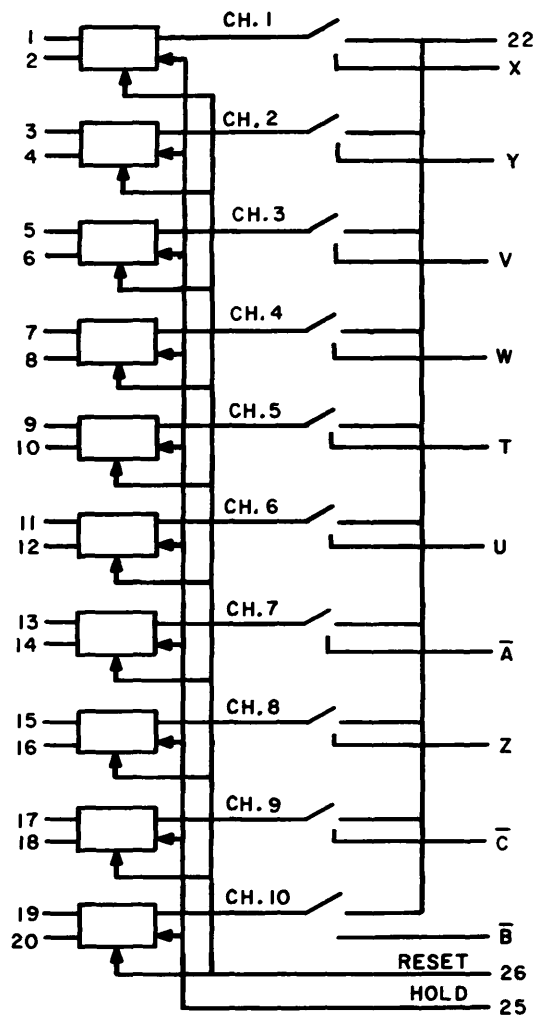 1 CH.1 22
2 X
3 CH.2
4 Y
5 CH.3
6 V
7 CH.4
8 W
9 CH.5
10 T
11 CH.6
12 U
13 CH.7
14 A̅
15 CH.8
16 Z
17 CH.9
18 C̅
19 CH.10
20 B̅
RESET 26
HOLD 25